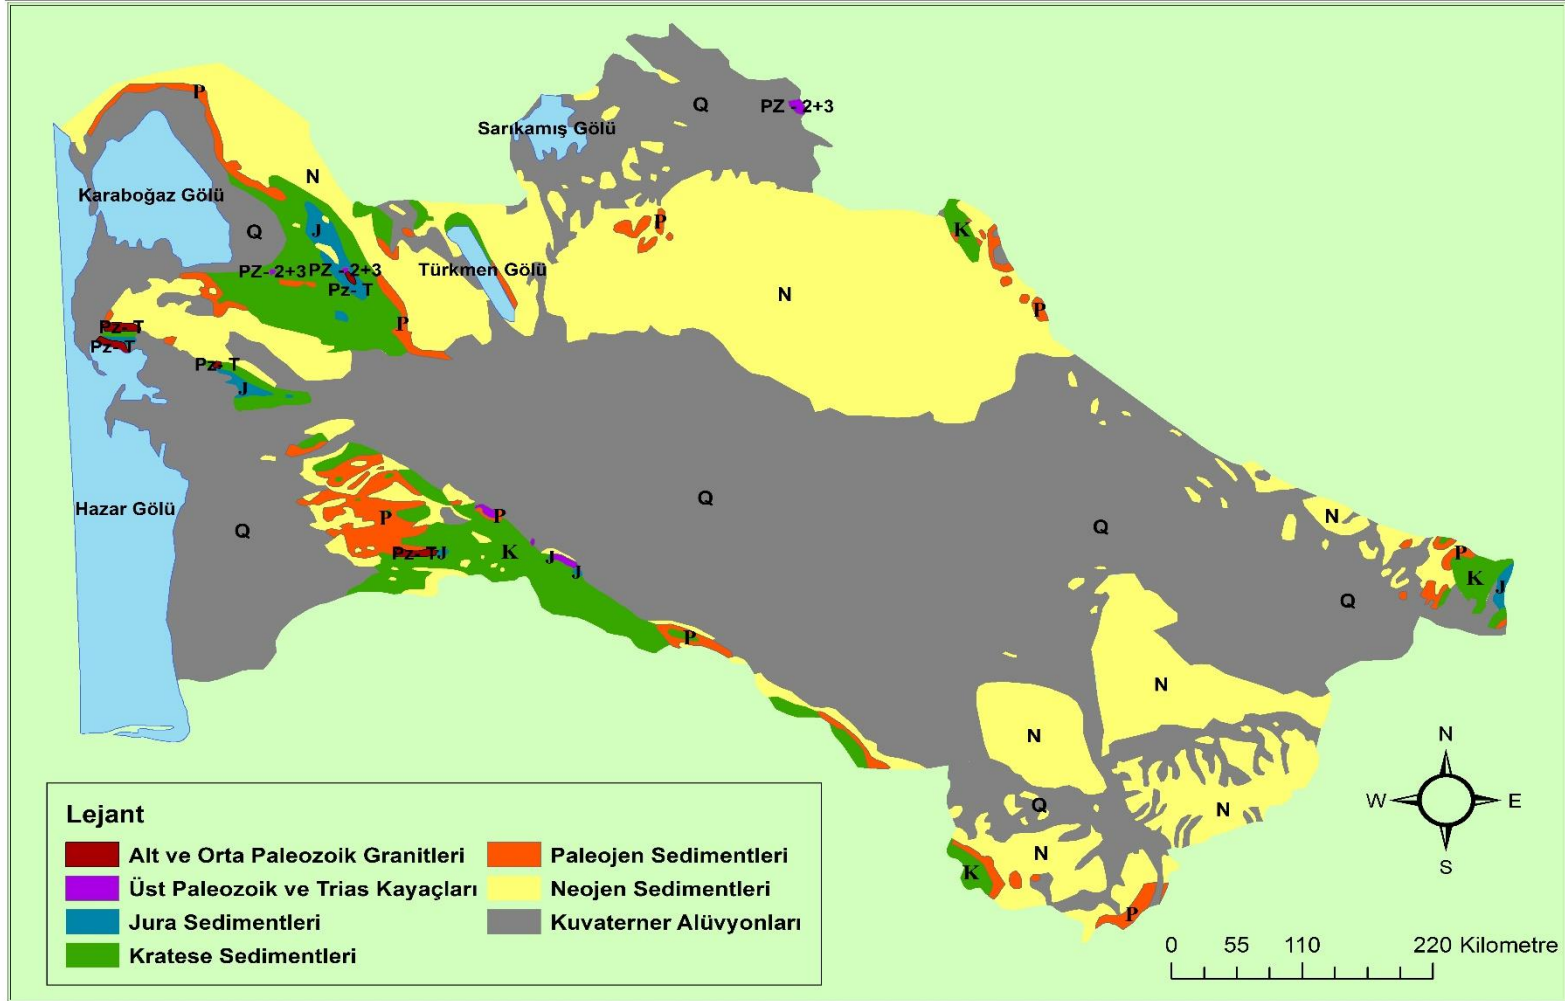 P
Q
PZ - 2+3
Sarıkamış Gölü
N
Karaboğaz Gölü
P
K
J
Q
PZ- 2+3
PZ - 2+3
Türkmen Gölü
Pz- T
N
P
P
Pz- T
Pz- T
Pz- T
J
Q
Hazar Gölü
P
P
N
Q
Q
Pz- T
J
K
J
J
P
K
J
Q
P
N
N
N
Q
N
K
P
N
W
E
S
Lejant
Alt ve Orta Paleozoik Granitleri
Üst Paleozoik ve Trias Kayaçları
Jura Sedimentleri
Kratese Sedimentleri
Paleojen Sedimentleri
Neojen Sedimentleri
Kuvaterner Alüvyonları
0 55 110 220 Kilometre